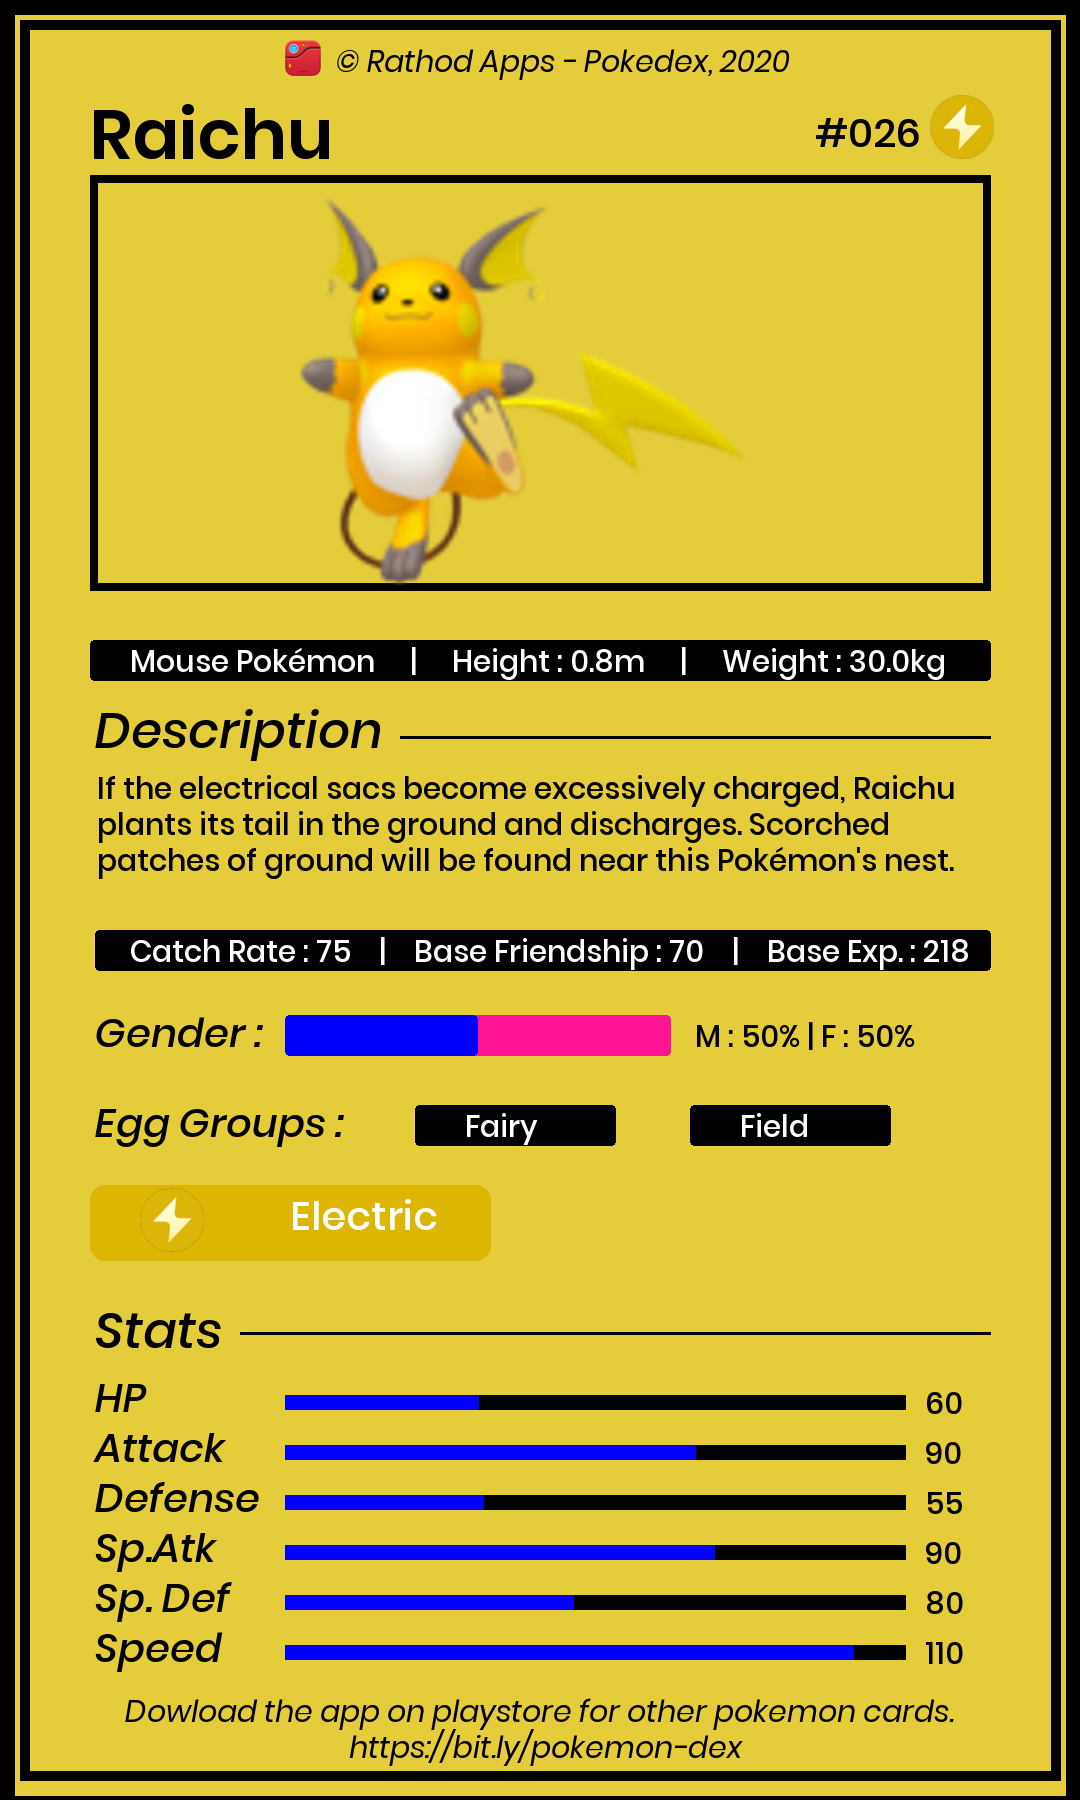 © Rathod Apps - Pokedex, 2020
Raichu
#026
Mouse Pokémon | Height : 0.8m | Weight : 30.0kg
Description
If the electrical sacs become excessively charged, Raichu
plants its tail in the ground and discharges. Scorched
patches of ground will be found near this Pokémon's nest.
Catch Rate : 75 | Base Friendship : 70 | Base Exp. : 218
Gender : M : 50% | F : 50%
Egg Groups : Fairy Field
Electric
Stats
HP 60
Attack 90
Defense 55
Sp.Atk 90
Sp. Def 80
Speed 110
Dowload the app on playstore for other pokemon cards.
https://bit.ly/pokemon-dex